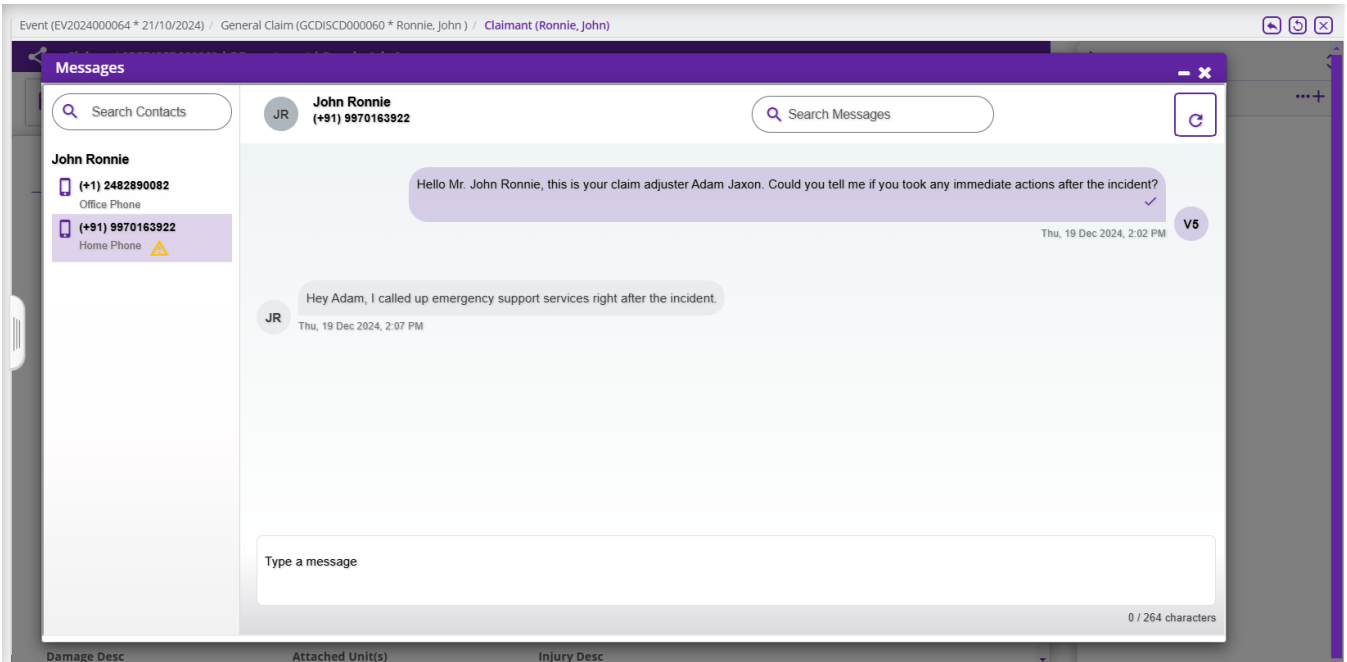 Event (EV2024000064 * 21/10/2024) / General Claim (GCDISCD000060 * Ronnie, John ) / Claimant (Ronnie, John)
Messages
Search Contacts
JR
John Ronnie
(+91) 9970163922
Search Messages
John Ronnie
(+1) 2482890082
Office Phone
(+91) 9970163922
Home Phone
Hello Mr. John Ronnie, this is your claim adjuster Adam Jaxon. Could you tell me if you took any immediate actions after the incident?
V5
Thu, 19 Dec 2024, 2:02 PM
Hey Adam, I called up emergency support services right after the incident.
JR
Thu, 19 Dec 2024, 2:07 PM
Type a message
0 / 264 characters
Damage Desc Attached Unit(s) Injury Desc